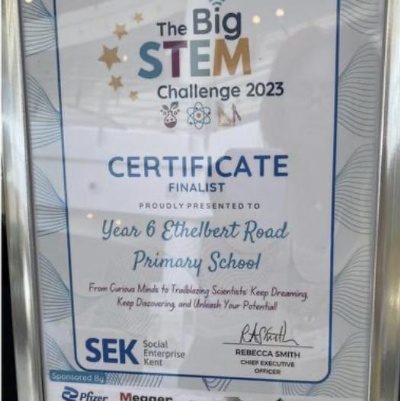 The Big
STEM
Challenge 2023
CERTIFICATE
FINALIST
PROUDLY PRESENTED TO
Year 6 Ethelbert Road
Primary School
From Curious Minds to Trailblazing Scientists: Keep Dreaming,
Keep Discovering, and Unleash Your Potential!
SEK Social
Enterprise
Kent
RASmith
REBECCA SMITH
CHIEF EXECUTIVE
OFFICER
Sponsored By
Pfizer Megger